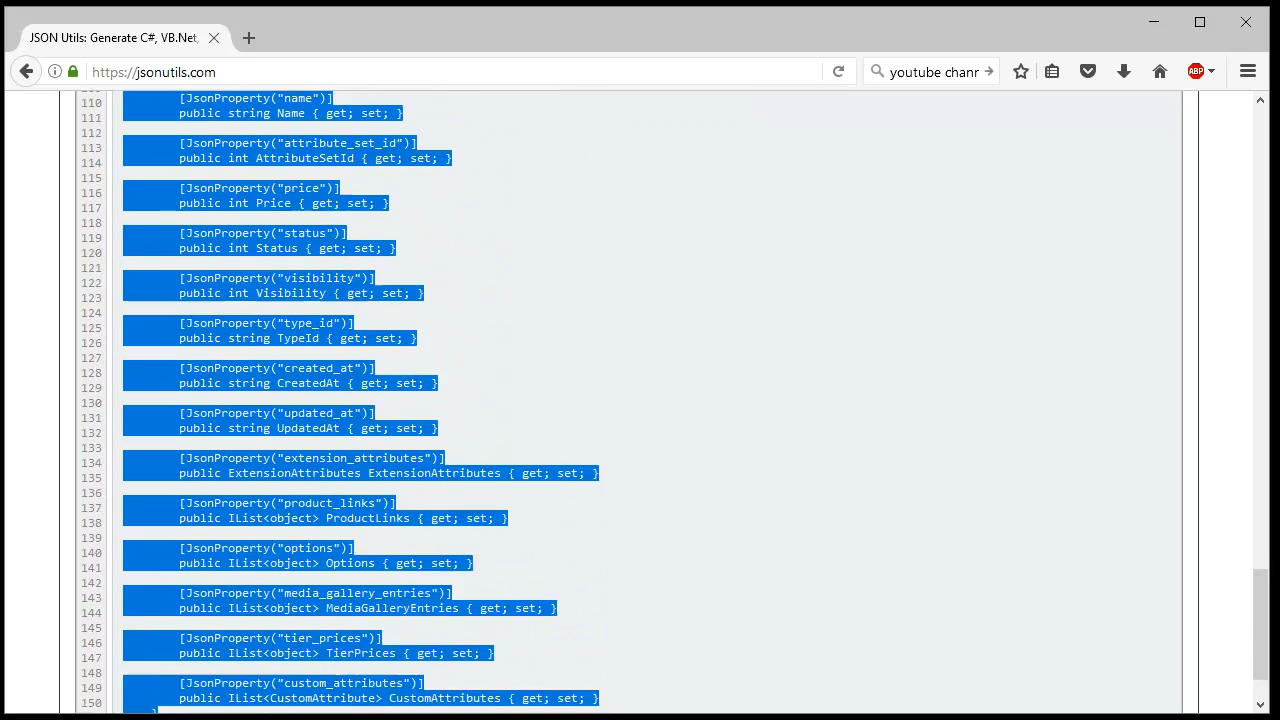 JSON Utils: Generate C#, VB.Net,
https://jsonutils.com
youtube chanr
ABP
110 [JsonProperty("name")]
111 public string Name { get; set; }
112
113 [JsonProperty("attribute_set_id")]
114 public int AttributeSetId { get; set; }
115
116 [JsonProperty("price")]
117 public int Price { get; set; }
118
119 [JsonProperty("status")]
120 public int Status { get; set; }
121
122 [JsonProperty("visibility")]
123 public int Visibility { get; set; }
124
125 [JsonProperty("type_id")]
126 public string TypeId { get; set; }
127
128 [JsonProperty("created_at")]
129 public string CreatedAt { get; set; }
130
131 [JsonProperty("updated_at")]
132 public string UpdatedAt { get; set; }
133
134 [JsonProperty("extension_attributes")]
135 public ExtensionAttributes ExtensionAttributes { get; set; }
136
137 [JsonProperty("product_links")]
138 public IList<object> ProductLinks { get; set; }
139
140 [JsonProperty("options")]
141 public IList<object> Options { get; set; }
142
143 [JsonProperty("media_gallery_entries")]
144 public IList<object> MediaGalleryEntries { get; set; }
145
146 [JsonProperty("tier_prices")]
147 public IList<object> TierPrices { get; set; }
148
149 [JsonProperty("custom_attributes")]
150 public IList<CustomAttribute> CustomAttributes { get; set; }